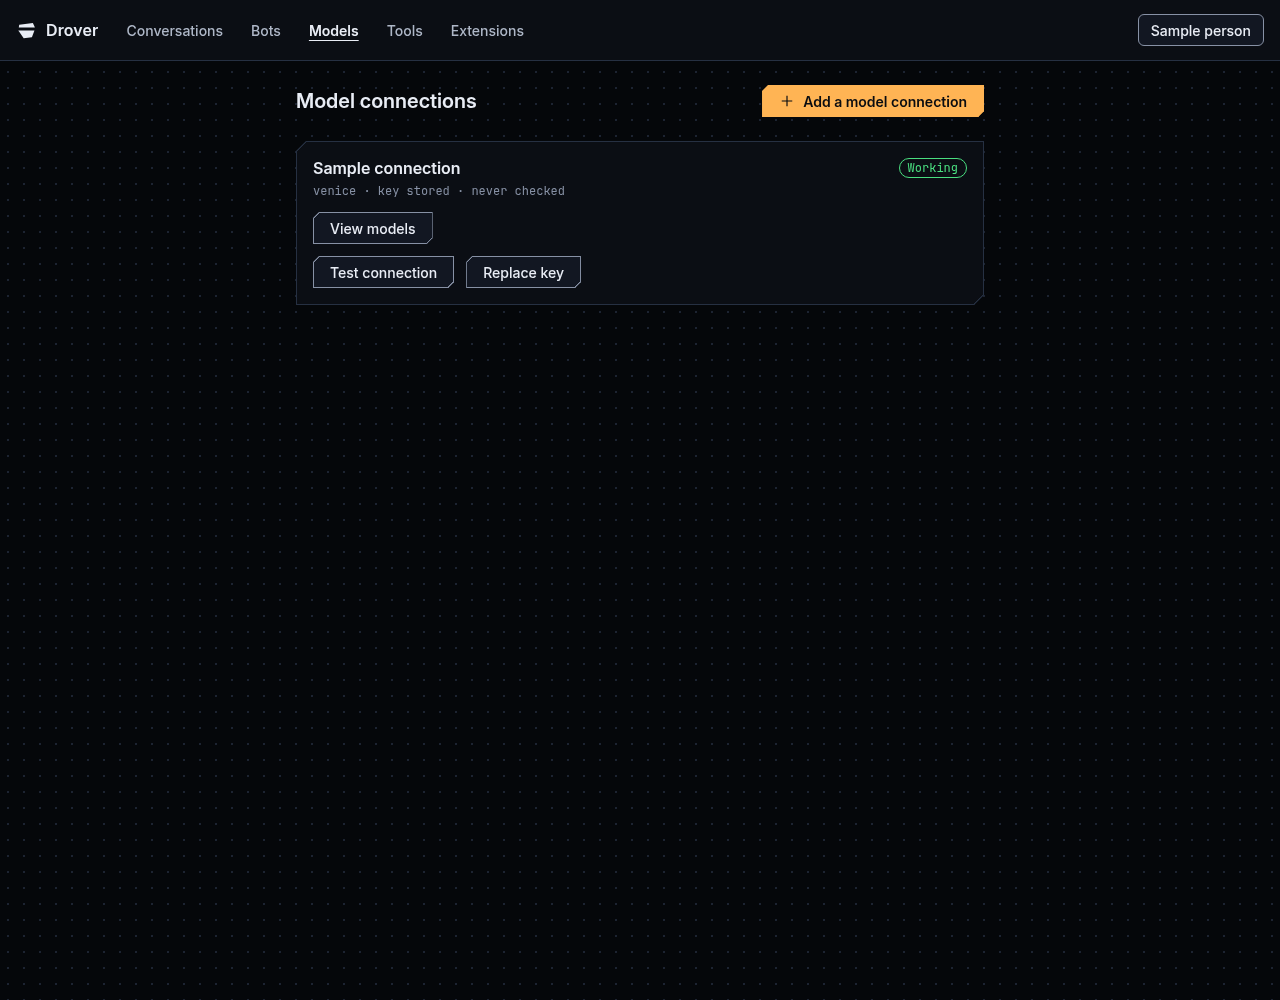 Drover
Conversations
Bots
Models
Tools
Extensions
Sample person
Model connections
Add a model connection
Sample connection
Working
venice · key stored · never checked
View models
Test connection
Replace key